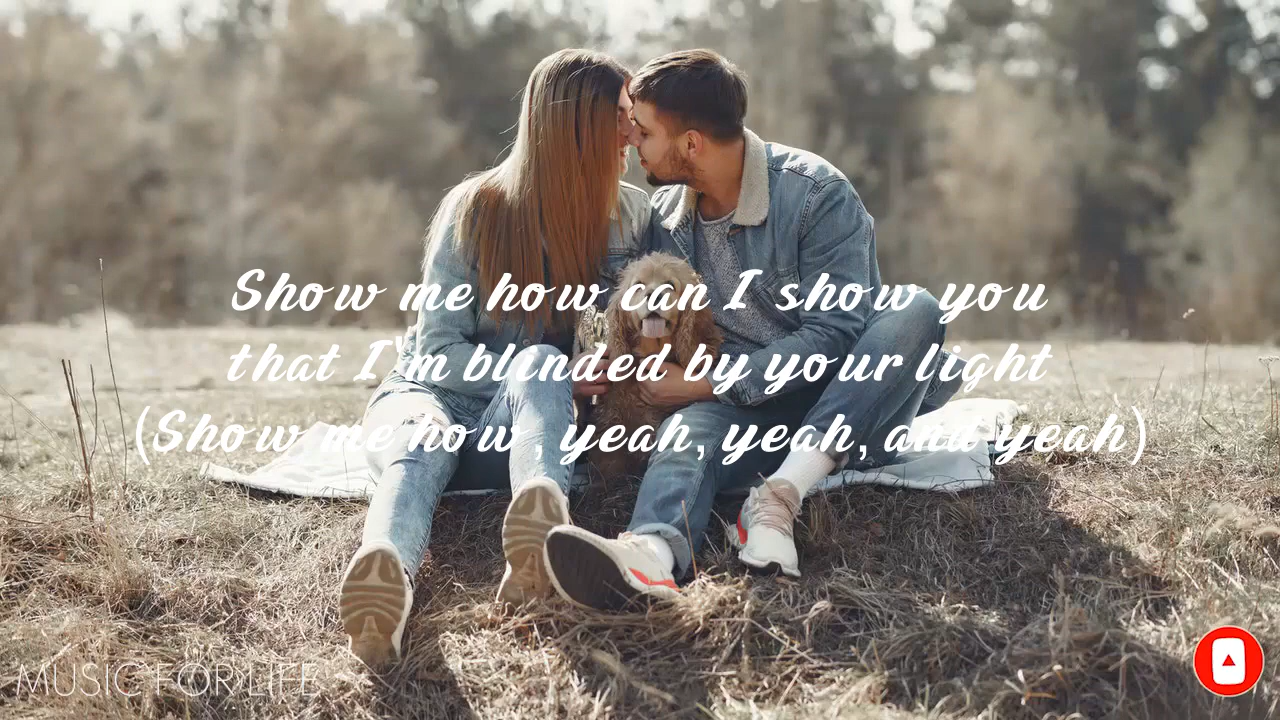 Show me how can I show you
that I'm blinded by your light
(Show me how, yeah, yeah, and yeah)
MUSIC FOR LIFE